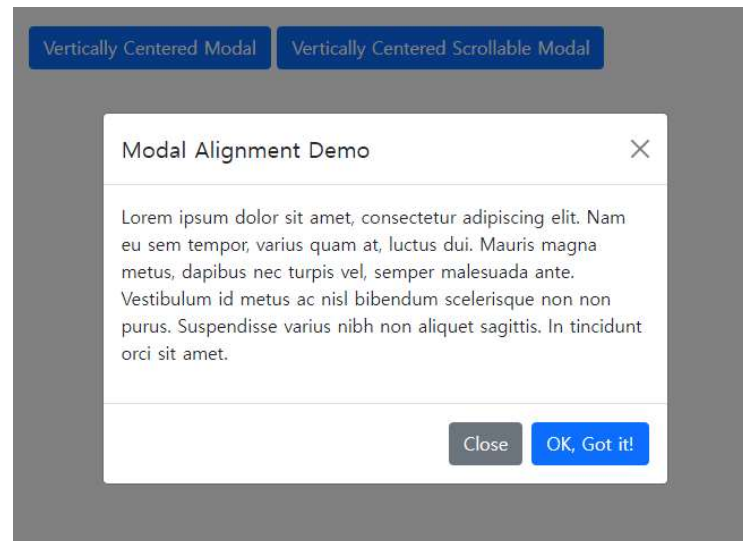 Vertically Centered Modal Vertically Centered Scrollable Modal
Modal Alignment Demo
Lorem ipsum dolor sit amet, consectetur adipiscing elit. Nam
eu sem tempor, varius quam at, luctus dui. Mauris magna
metus, dapibus nec turpis vel, semper malesuada ante.
Vestibulum id metus ac nisl bibendum scelerisque non non
purus. Suspendisse varius nibh non aliquet sagittis. In tincidunt
orci sit amet.
Close OK, Got it!